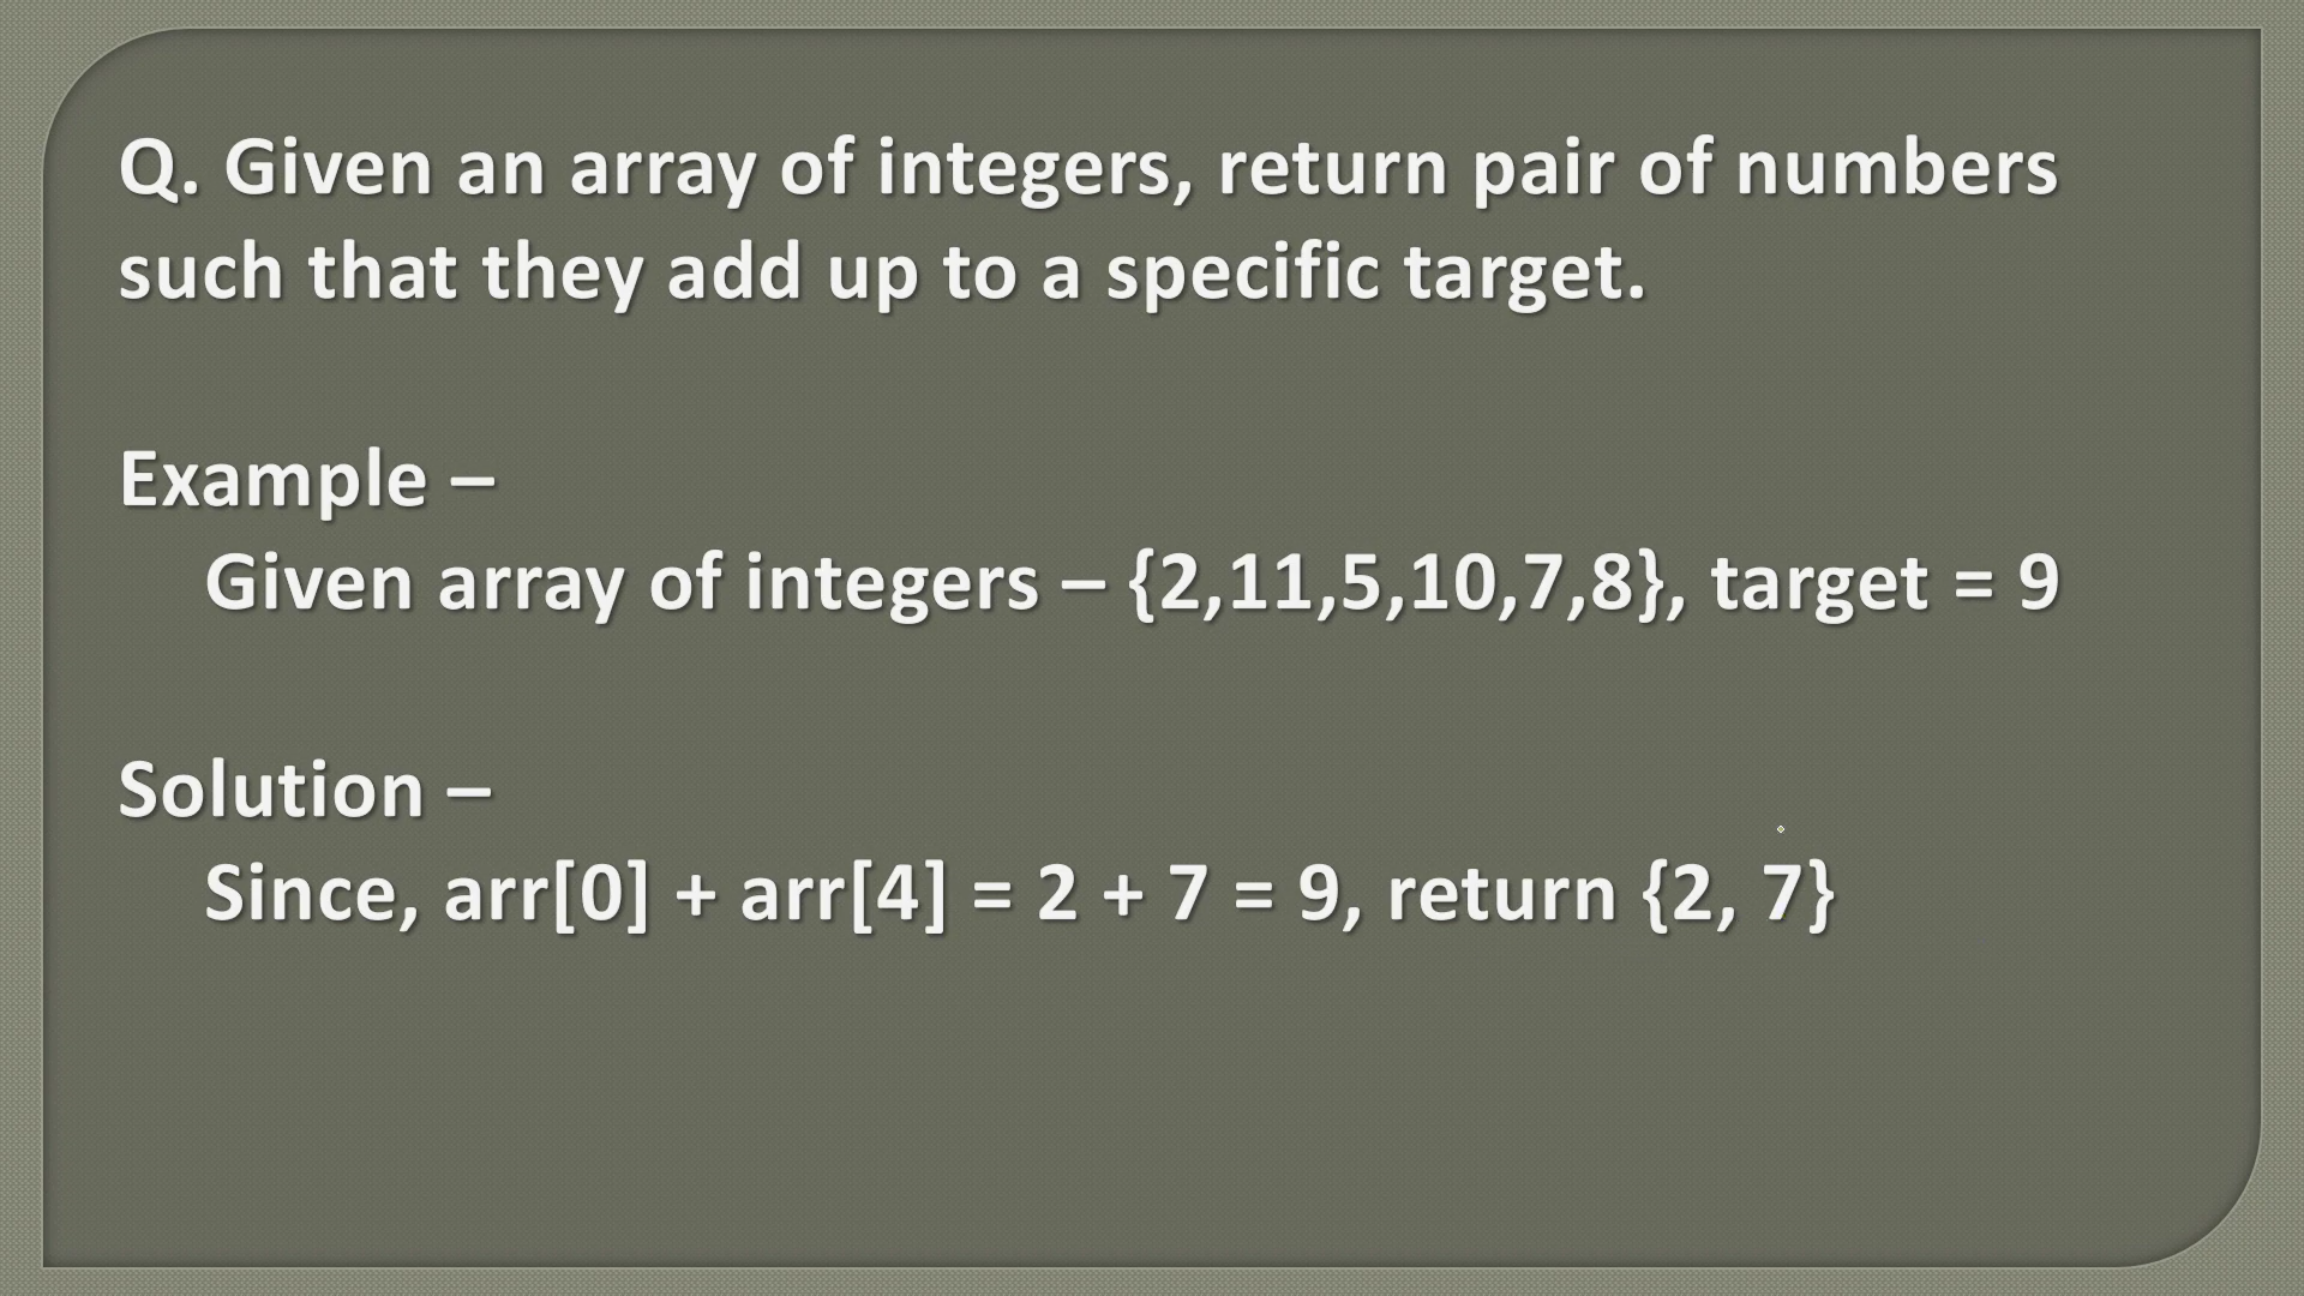 Q. Given an array of integers, return pair of numbers
such that they add up to a specific target.
Example –
Given array of integers – {2,11,5,10,7,8}, target = 9
Solution –
Since, arr[0] + arr[4] = 2 + 7 = 9, return {2, 7}